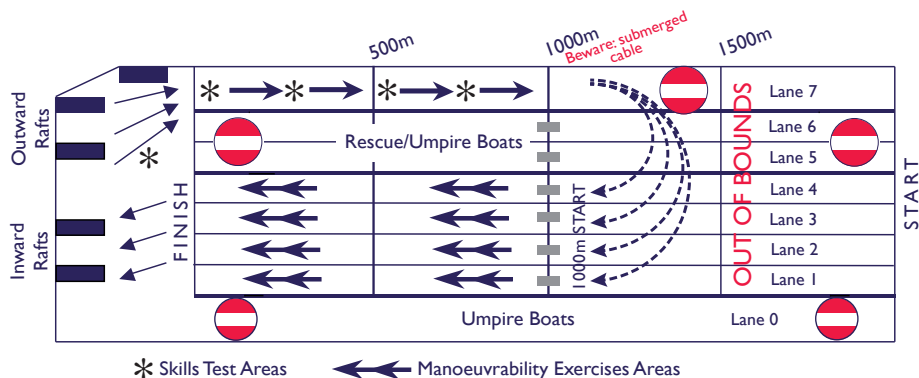 500m
1000m
1500m
Beware: submerged
cable
Outward
Rafts
Inward
Rafts
FINISH
Rescue/Umpire Boats
1000m START
OUT OF BOUNDS
Lane 7
Lane 6
Lane 5
Lane 4
Lane 3
Lane 2
Lane 1
START
Umpire Boats
Lane 0
Skills Test Areas
Manoeuvrability Exercises Areas